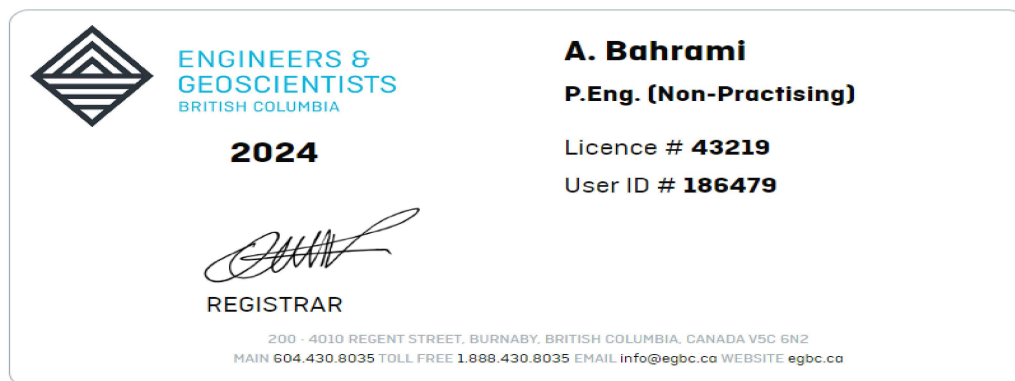 ENGINEERS &
GEOSCIENTISTS
BRITISH COLUMBIA
2024
REGISTRAR
A. Bahrami
P.Eng. (Non-Practising)
Licence # 43219
User ID # 186479
200 - 4010 REGENT STREET, BURNABY, BRITISH COLUMBIA, CANADA V5C 6N2
MAIN 604.430.8035 TOLL FREE 1.888.430.8035 EMAIL info@egbc.ca WEBSITE egbc.ca